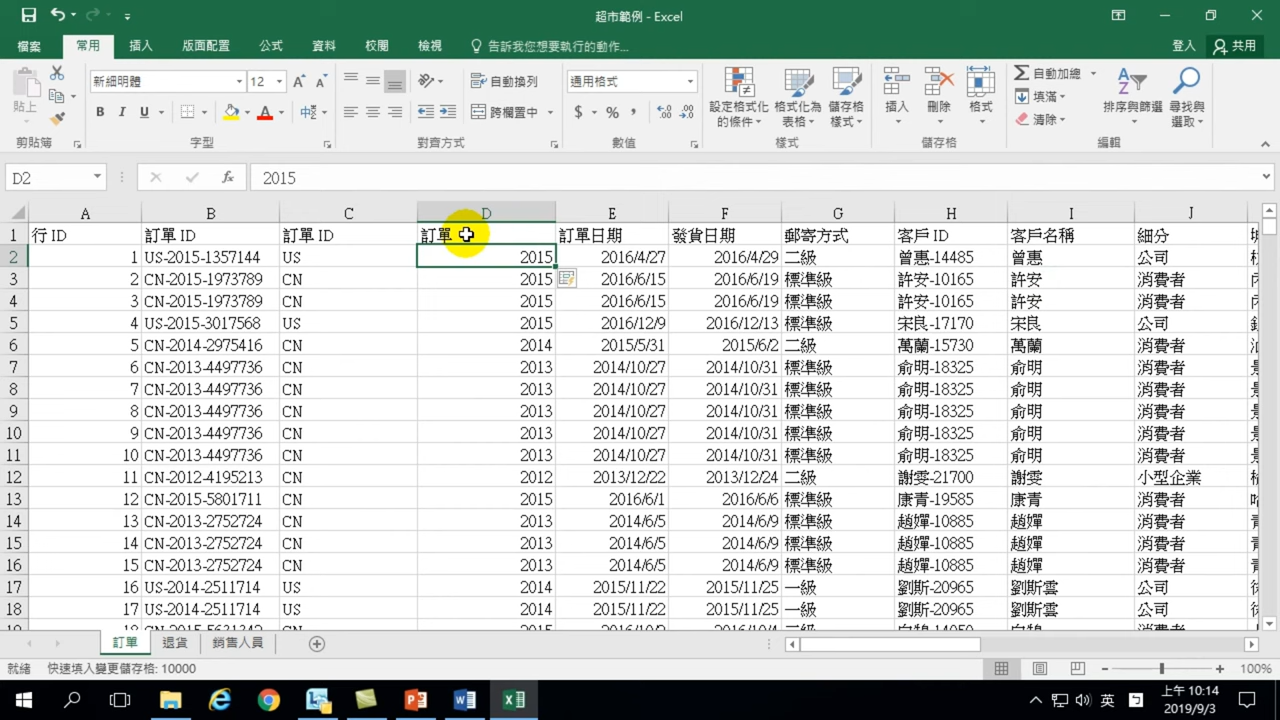 超市範例 - Excel
檔案 常用 插入 版面配置 公式 資料 校閱 檢視 告訴我您想要執行的動作... 登入 共用
貼上 新細明體 12 自動換列 通用格式 設定格式化的條件 格式化為表格 儲存格樣式 插入 刪除 格式 自動加總 填滿 清除 排序與篩選 尋找與選取
B I U 跨欄置中 $ %
剪貼簿 字型 對齊方式 數值 樣式 儲存格 編輯
D2 fx 2015
A B C D E F G H I J
1 行 ID 訂單 ID 訂單 ID 訂單 訂單日期 發貨日期 郵寄方式 客戶 ID 客戶名稱 細分
2 1 US-2015-1357144 US 2015 2016/4/27 2016/4/29 二級 曾惠-14485 曾惠 公司
3 2 CN-2015-1973789 CN 2015 2016/6/15 2016/6/19 標準級 許安-10165 許安 消費者
4 3 CN-2015-1973789 CN 2015 2016/6/15 2016/6/19 標準級 許安-10165 許安 消費者
5 4 US-2015-3017568 US 2015 2016/12/9 2016/12/13 標準級 宋良-17170 宋良 公司
6 5 CN-2014-2975416 CN 2014 2015/5/31 2015/6/2 二級 萬蘭-15730 萬蘭 消費者
7 6 CN-2013-4497736 CN 2013 2014/10/27 2014/10/31 標準級 俞明-18325 俞明 消費者
8 7 CN-2013-4497736 CN 2013 2014/10/27 2014/10/31 標準級 俞明-18325 俞明 消費者
9 8 CN-2013-4497736 CN 2013 2014/10/27 2014/10/31 標準級 俞明-18325 俞明 消費者
10 9 CN-2013-4497736 CN 2013 2014/10/27 2014/10/31 標準級 俞明-18325 俞明 消費者
11 10 CN-2013-4497736 CN 2013 2014/10/27 2014/10/31 標準級 俞明-18325 俞明 消費者
12 11 CN-2012-4195213 CN 2012 2013/12/22 2013/12/24 二級 謝雯-21700 謝雯 小型企業
13 12 CN-2015-5801711 CN 2015 2016/6/1 2016/6/6 標準級 康青-19585 康青 消費者
14 13 CN-2013-2752724 CN 2013 2014/6/5 2014/6/9 標準級 趙嬋-10885 趙嬋 消費者
15 14 CN-2013-2752724 CN 2013 2014/6/5 2014/6/9 標準級 趙嬋-10885 趙嬋 消費者
16 15 CN-2013-2752724 CN 2013 2014/6/5 2014/6/9 標準級 趙嬋-10885 趙嬋 消費者
17 16 US-2014-2511714 US 2014 2015/11/22 2015/11/25 一級 劉斯-20965 劉斯雲 公司
18 17 US-2014-2511714 US 2014 2015/11/22 2015/11/25 一級 劉斯-20965 劉斯雲 公司
訂單 退貨 銷售人員
就緒 快速填入變更儲存格: 10000 100%
英 上午 10:14
2019/9/3